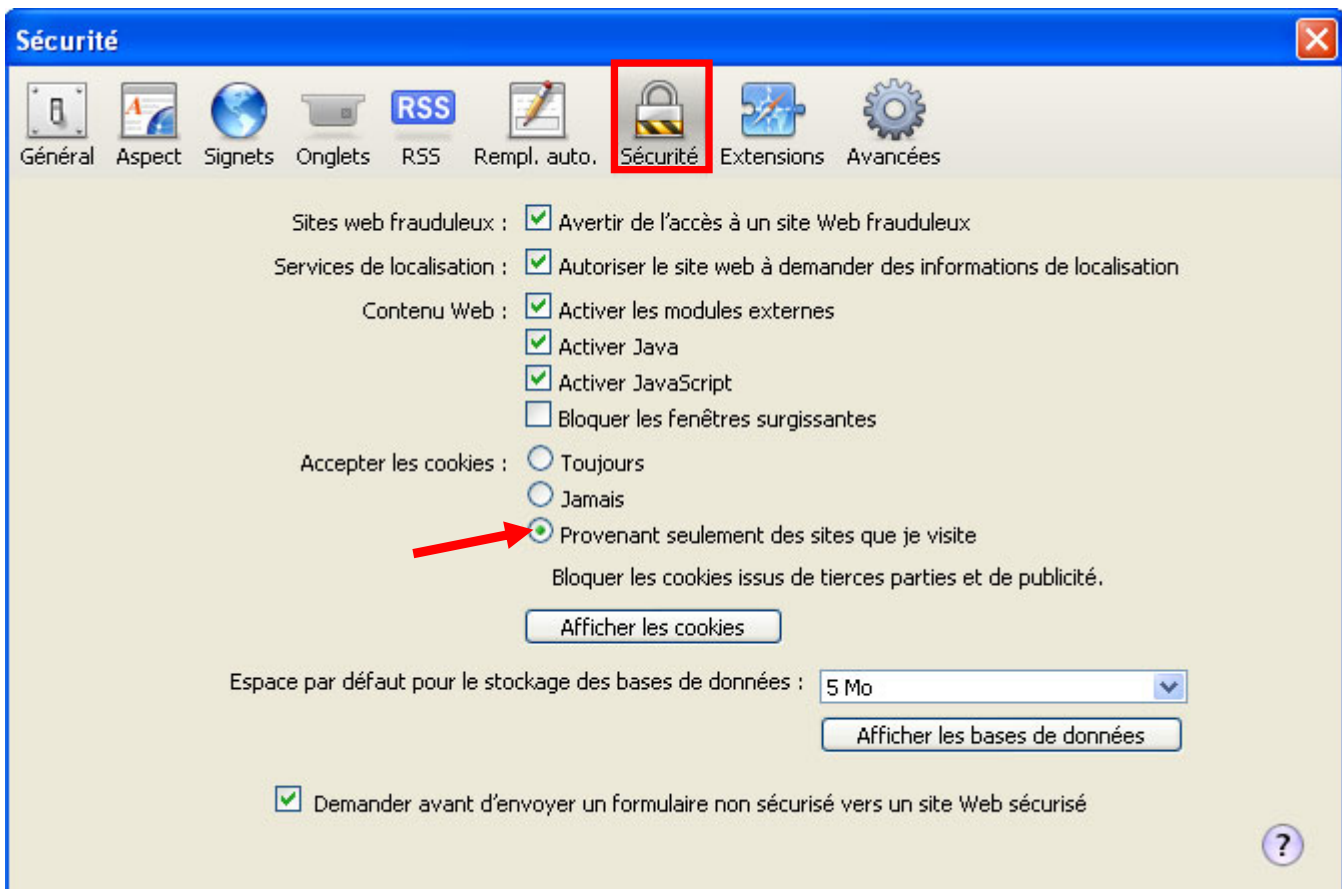 Sécurité
RSS
Général Aspect Signets Onglets RSS Rempl. auto. Sécurité Extensions Avancées
Sites web frauduleux : Avertir de l'accès à un site Web frauduleux
Services de localisation : Autoriser le site web à demander des informations de localisation
Contenu Web : Activer les modules externes
Activer Java
Activer JavaScript
Bloquer les fenêtres surgissantes
Accepter les cookies : Toujours
Jamais
Provenant seulement des sites que je visite
Bloquer les cookies issus de tierces parties et de publicité.
Afficher les cookies
Espace par défaut pour le stockage des bases de données : 5 Mo
Afficher les bases de données
Demander avant d'envoyer un formulaire non sécurisé vers un site Web sécurisé
?